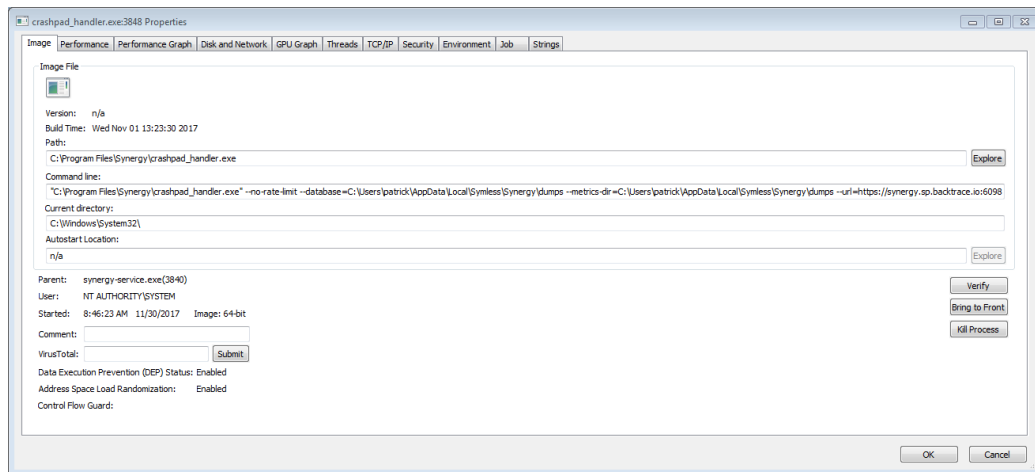 crashpad_handler.exe:3848 Properties
Image Performance Performance Graph Disk and Network GPU Graph Threads TCP/IP Security Environment Job Strings
Image File
Version: n/a
Build Time: Wed Nov 01 13:23:30 2017
Path:
C:\Program Files\Synergy\crashpad_handler.exe Explore
Command line:
"C:\Program Files\Synergy\crashpad_handler.exe" --no-rate-limit --database=C:\Users\patrick\AppData\Local\Symless\Synergy\dumps --metrics-dir=C:\Users\patrick\AppData\Local\Symless\Synergy\dumps --url=https://synergy.sp.backtrace.io:6098
Current directory:
C:\Windows\System32\
Autostart Location:
n/a Explore
Parent: synergy-service.exe(3840)
Verify
User: NT AUTHORITY\SYSTEM
Bring to Front
Started: 8:46:23 AM 11/30/2017 Image: 64-bit
Kill Process
Comment:
VirusTotal: Submit
Data Execution Prevention (DEP) Status: Enabled
Address Space Load Randomization: Enabled
Control Flow Guard:
OK Cancel